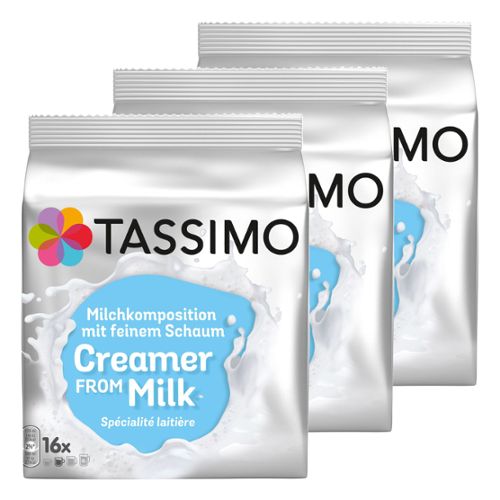 TASSIMO
Milchkomposition
mit feinem Schaum
Creamer
FROM Milk
Spécialité laitière
16x
MO
MO